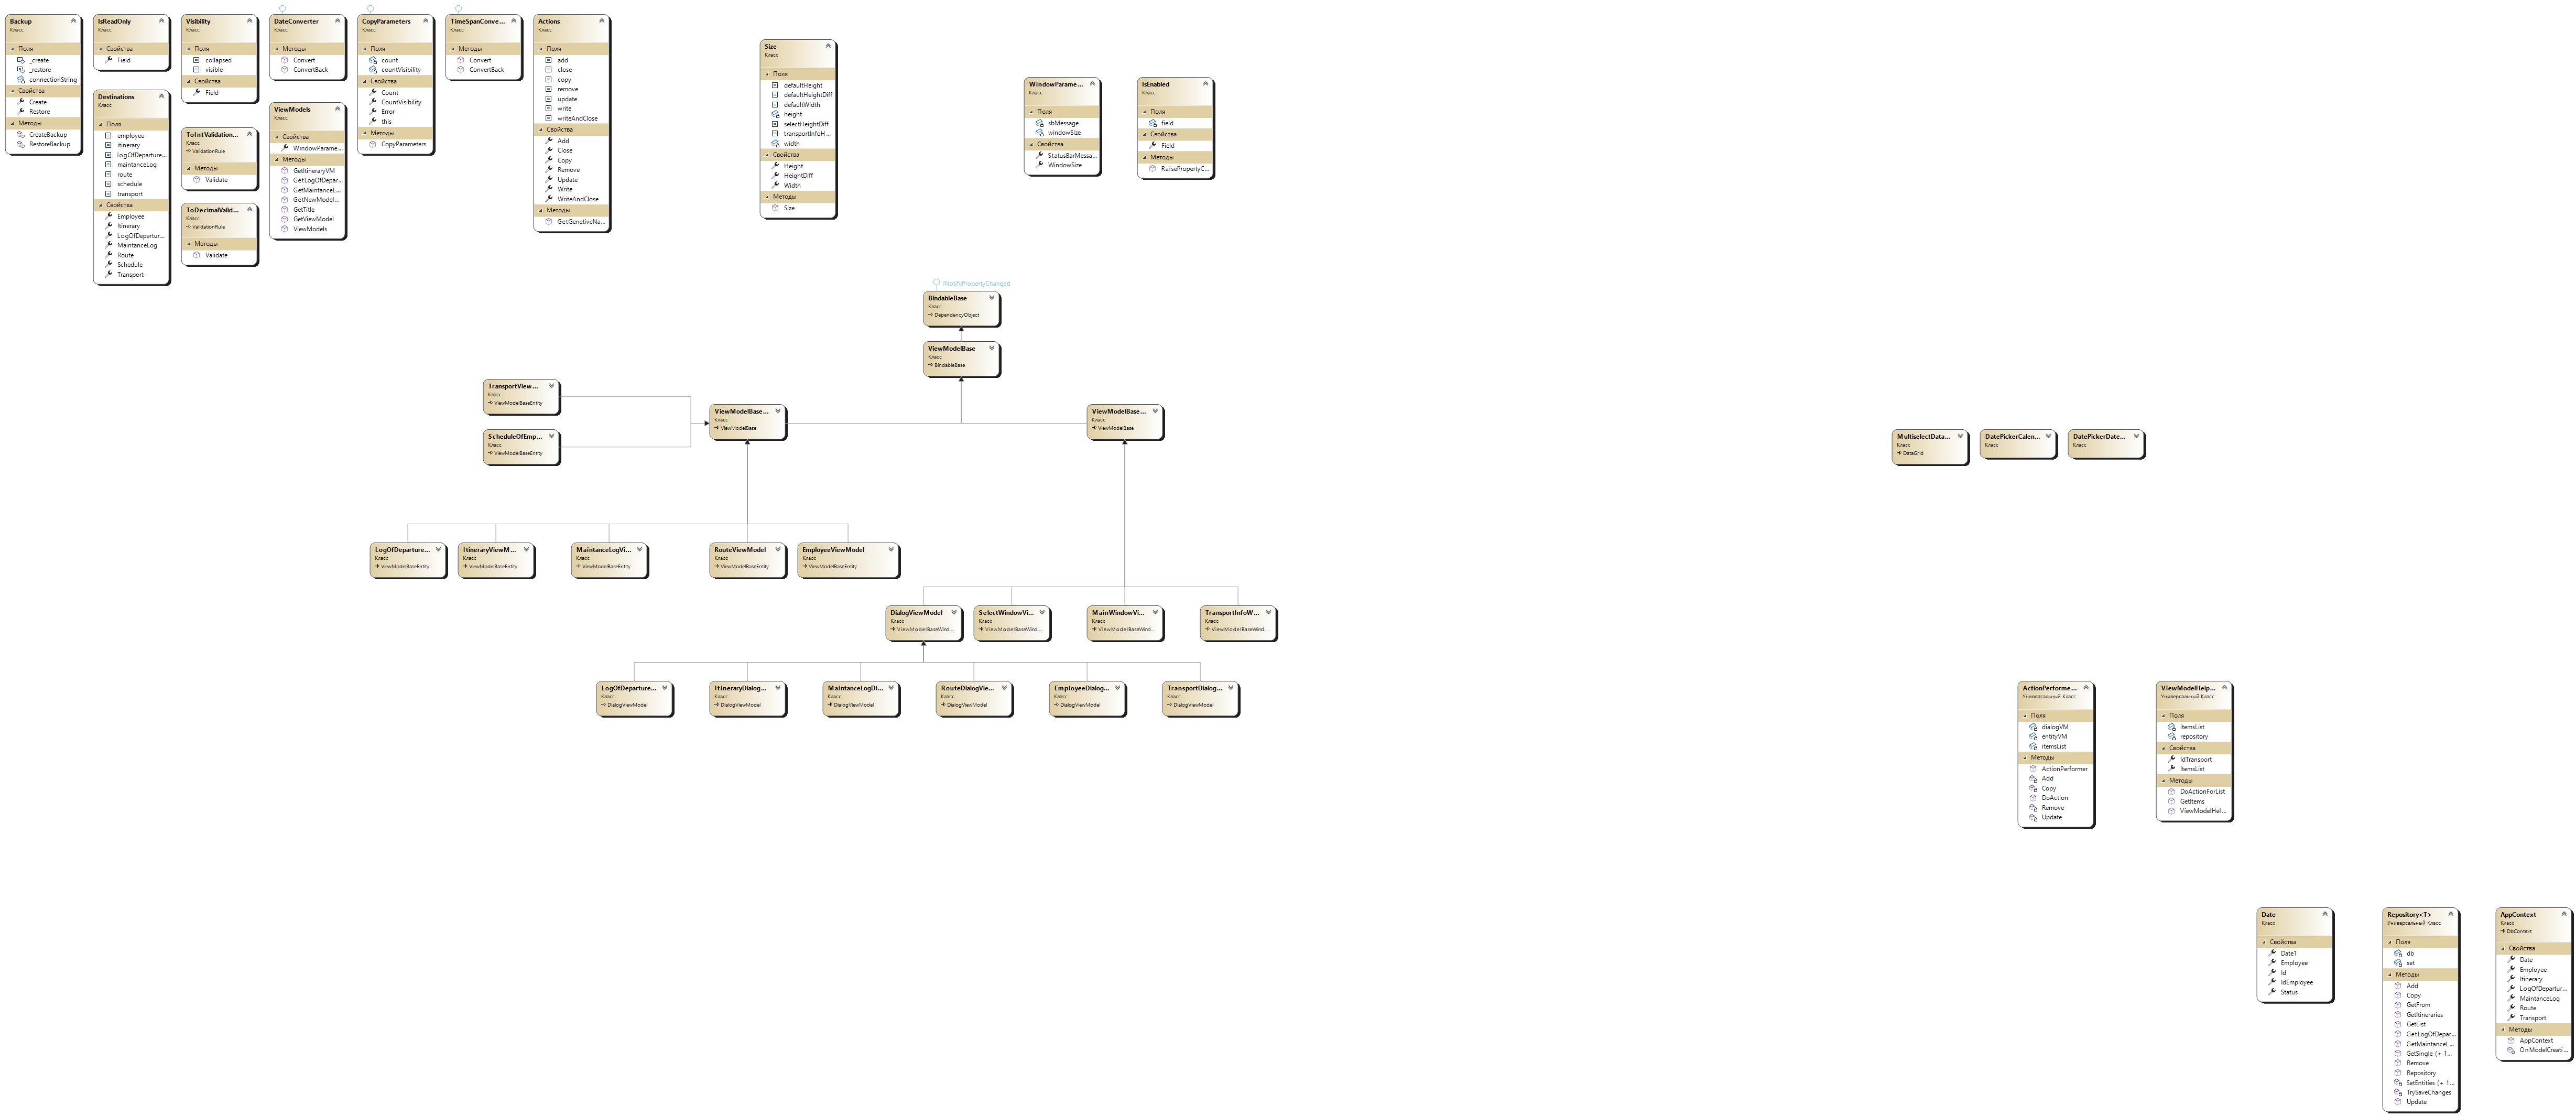 Backup
Класс
Поля
_create
_restore
connectionString
Свойства
Create
Restore
Методы
CreateBackup
RestoreBackup
IsReadOnly
Класс
Свойства
Field
Destinations
Класс
Поля
employee
itinerary
logOfDeparture...
maintanceLog
route
schedule
transport
Свойства
Employee
Itinerary
LogOfDepartur...
MaintanceLog
Route
Schedule
Transport
Visibility
Класс
Поля
collapsed
visible
Свойства
Field
ToIntValidation...
Класс
ValidationRule
Методы
Validate
ToDecimalValid...
Класс
ValidationRule
Методы
Validate
DateConverter
Класс
Методы
Convert
ConvertBack
ViewModels
Класс
Свойства
WindowParame...
Методы
GetItineraryVM
GetLogOfDepar...
GetMaintanceL...
GetNewModel...
GetTitle
GetViewModel
ViewModels
CopyParameters
Класс
Поля
count
countVisibility
Свойства
Count
CountVisibility
Error
this
Методы
CopyParameters
TimeSpanConve...
Класс
Методы
Convert
ConvertBack
Actions
Класс
Поля
add
close
copy
remove
update
write
writeAndClose
Свойства
Add
Close
Copy
Remove
Update
Write
WriteAndClose
Методы
GetGenetiveNa...
Size
Класс
Поля
defaultHeight
defaultHeightDiff
defaultWidth
height
selectHeightDiff
transportInfoH...
width
Свойства
Height
HeightDiff
Width
Методы
Size
WindowParame...
Класс
Поля
sbMessage
windowSize
Свойства
StatusBarMessa...
WindowSize
IsEnabled
Класс
Поля
field
Свойства
Field
Методы
RaisePropertyC...
INotifyPropertyChanged
BindableBase
Класс
DependencyObject
ViewModelBase
Класс
BindableBase
TransportView...
Класс
ViewModelBaseEntity
ScheduleOfEmp...
Класс
ViewModelBaseEntity
ViewModelBase...
Класс
ViewModelBase
ViewModelBase...
Класс
ViewModelBase
MultiselectData...
Класс
DataGrid
DatePickerCalen...
Класс
DatePickerDate...
Класс
LogOfDeparture...
Класс
ViewModelBaseEntity
ItineraryViewM...
Класс
ViewModelBaseEntity
MaintanceLogVi...
Класс
ViewModelBaseEntity
RouteViewModel
Класс
ViewModelBaseEntity
EmployeeViewModel
Класс
ViewModelBaseEntity
DialogViewModel
Класс
ViewModelBaseWind...
SelectWindowVi...
Класс
ViewModelBaseWind...
MainWindowVi...
Класс
ViewModelBaseWind...
TransportInfoW...
Класс
ViewModelBaseWind...
LogOfDeparture...
Класс
DialogViewModel
ItineraryDialog...
Класс
DialogViewModel
MaintanceLogDi...
Класс
DialogViewModel
RouteDialogVie...
Класс
DialogViewModel
EmployeeDialog...
Класс
DialogViewModel
TransportDialog...
Класс
DialogViewModel
ActionPerforme...
Универсальный Класс
Поля
dialogVM
entityVM
itemsList
Методы
ActionPerformer
Add
Copy
DoAction
Remove
Update
ViewModelHelp...
Универсальный Класс
Поля
itemsList
repository
Свойства
IdTransport
ItemsList
Методы
DoActionForList
GetItems
ViewModelHel...
Date
Класс
Свойства
Date1
Employee
Id
IdEmployee
Status
Repository<T>
Универсальный Класс
Поля
db
set
Методы
Add
Copy
GetFrom
GetItineraries
GetList
GetLogOfDepar...
GetMaintanceL...
GetSingle (+ 1...
Remove
Repository
SetEntities (+ 1...
TrySaveChanges
Update
AppContext
Класс
DbContext
Свойства
Date
Employee
Itinerary
LogOfDepartur...
MaintanceLog
Route
Transport
Методы
AppContext
OnModelCreati...